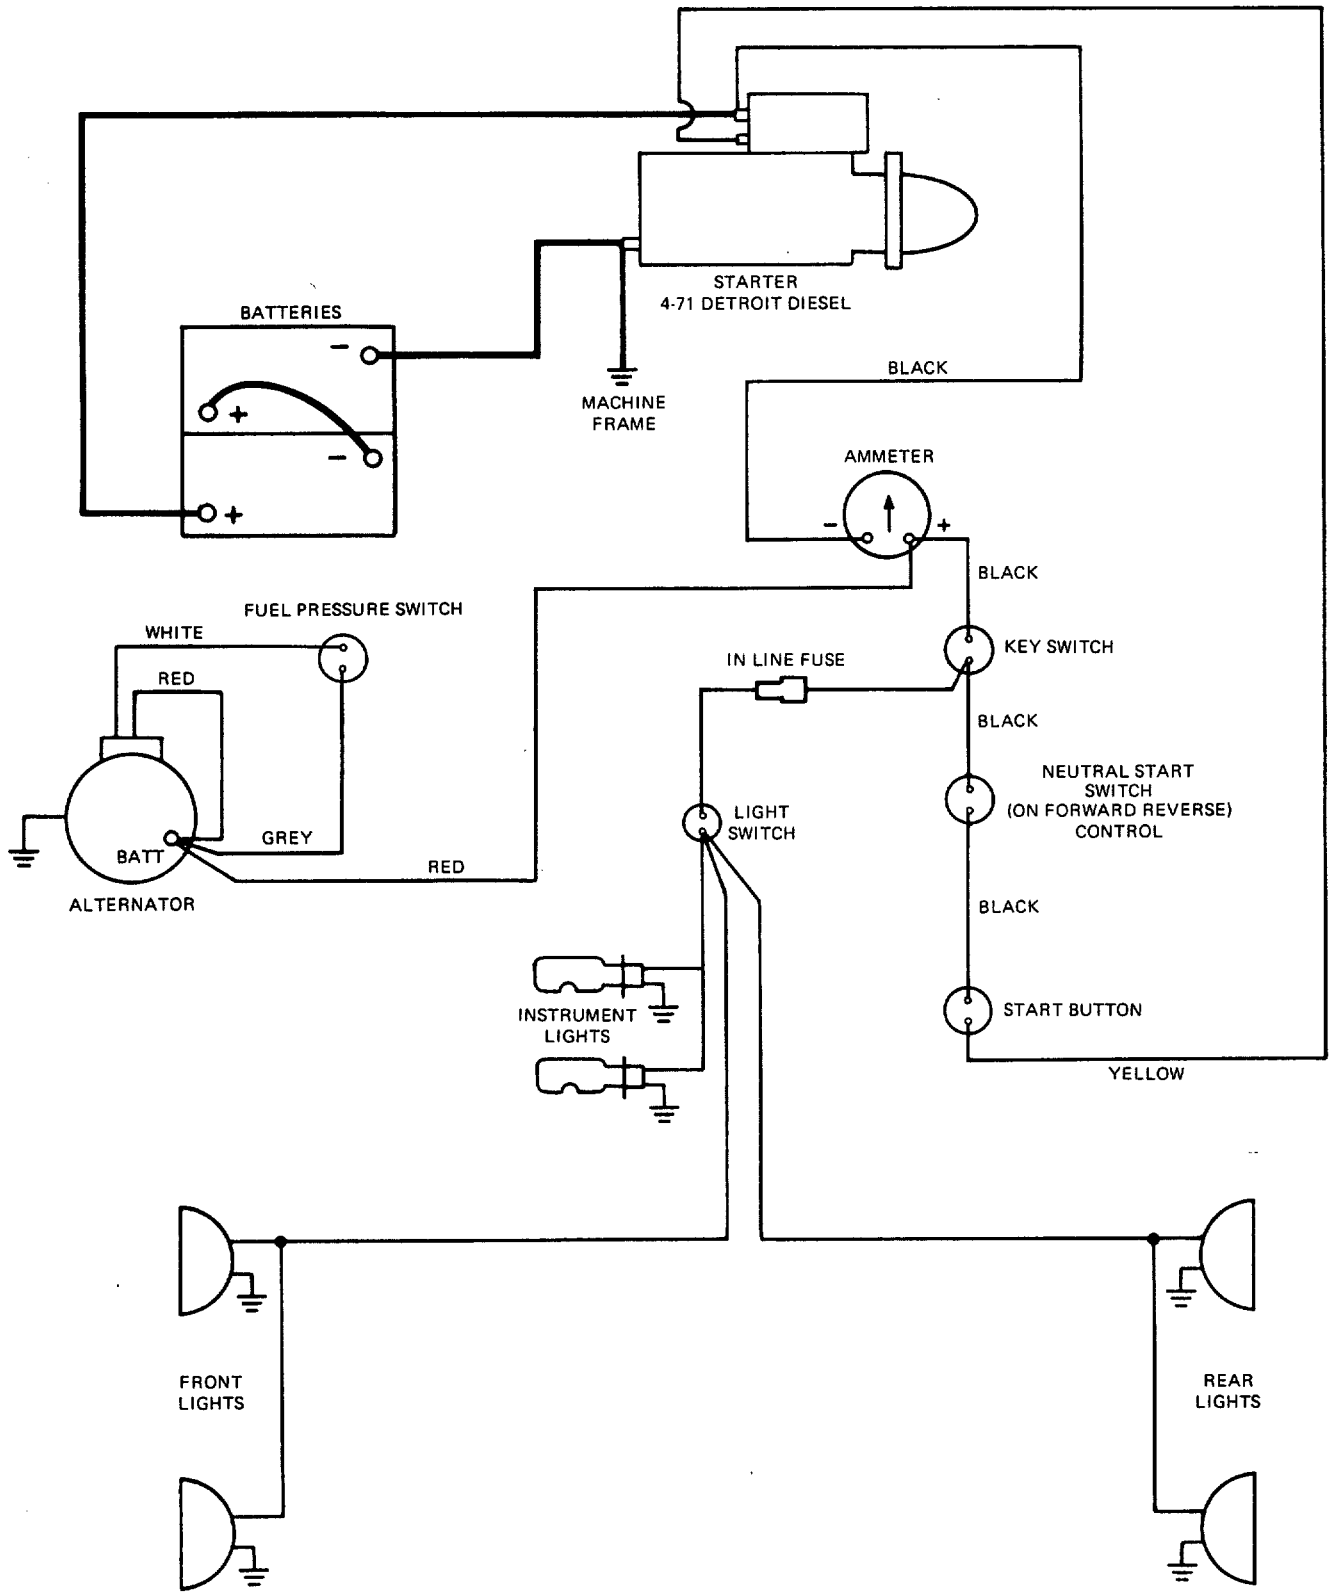 STARTER
4-71 DETROIT DIESEL
BATTERIES
−
+
−
+
MACHINE
FRAME
BLACK
AMMETER
−
+
BLACK
FUEL PRESSURE SWITCH
WHITE
RED
KEY SWITCH
IN LINE FUSE
BLACK
NEUTRAL START
SWITCH
(ON FORWARD REVERSE)
CONTROL
LIGHT
SWITCH
GREY
BATT
RED
ALTERNATOR
BLACK
INSTRUMENT
LIGHTS
START BUTTON
YELLOW
FRONT
LIGHTS
REAR
LIGHTS